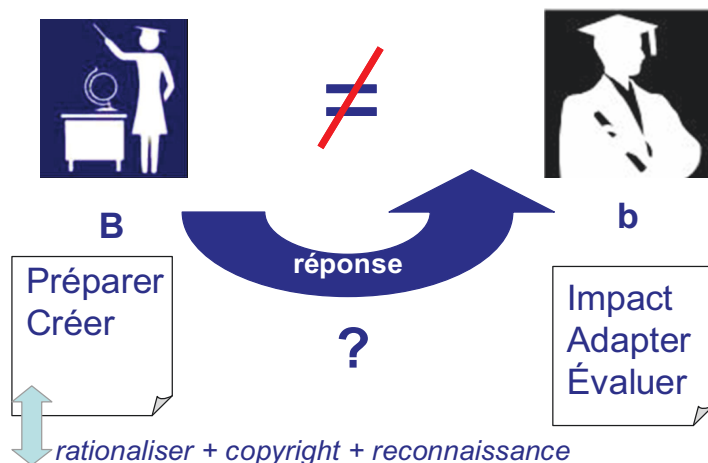 ≠
B
b
réponse
Préparer
Créer
?
Impact
Adapter
Évaluer
rationaliser + copyright + reconnaissance